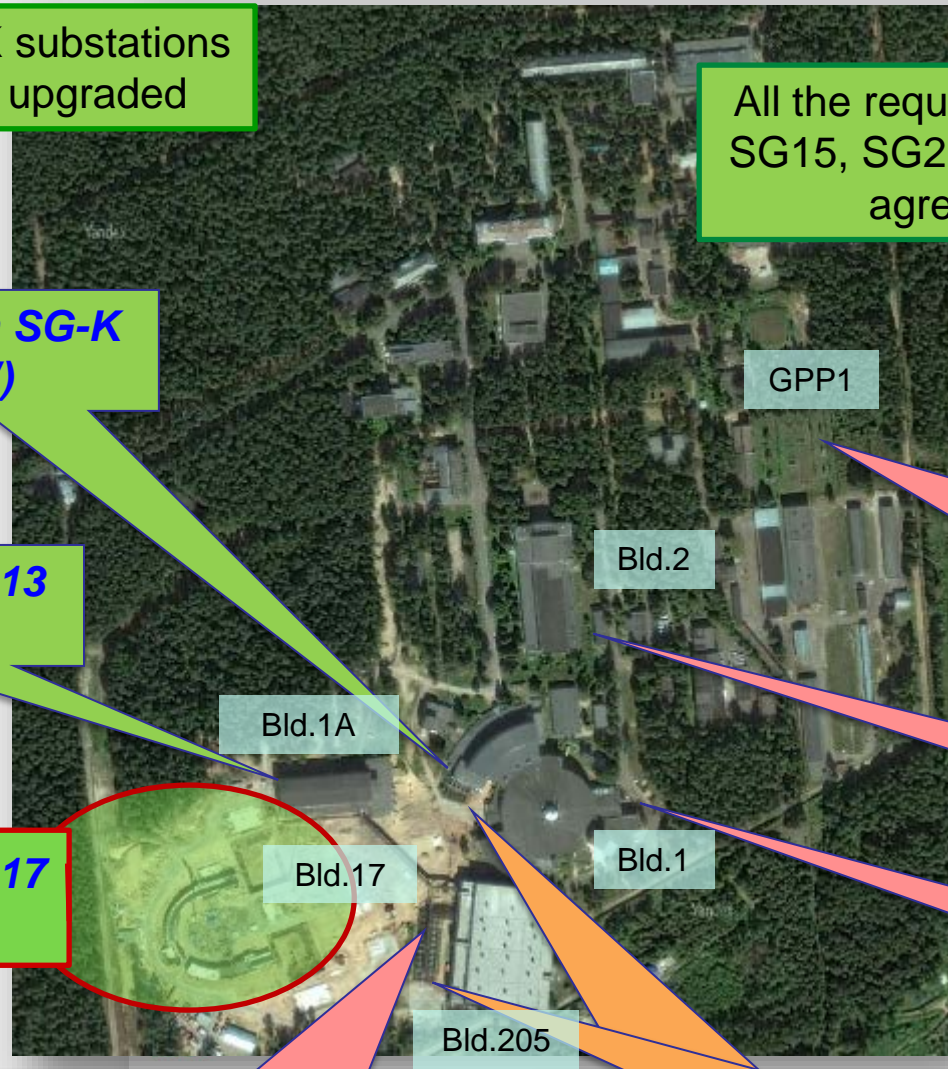 substations
upgraded
All the requ
SG15, SG2
agre
Yandex
SG-K
)
GPP1
13
Bld.2
Bld.1A
17
Bld.17
Bld.1
Bld.205